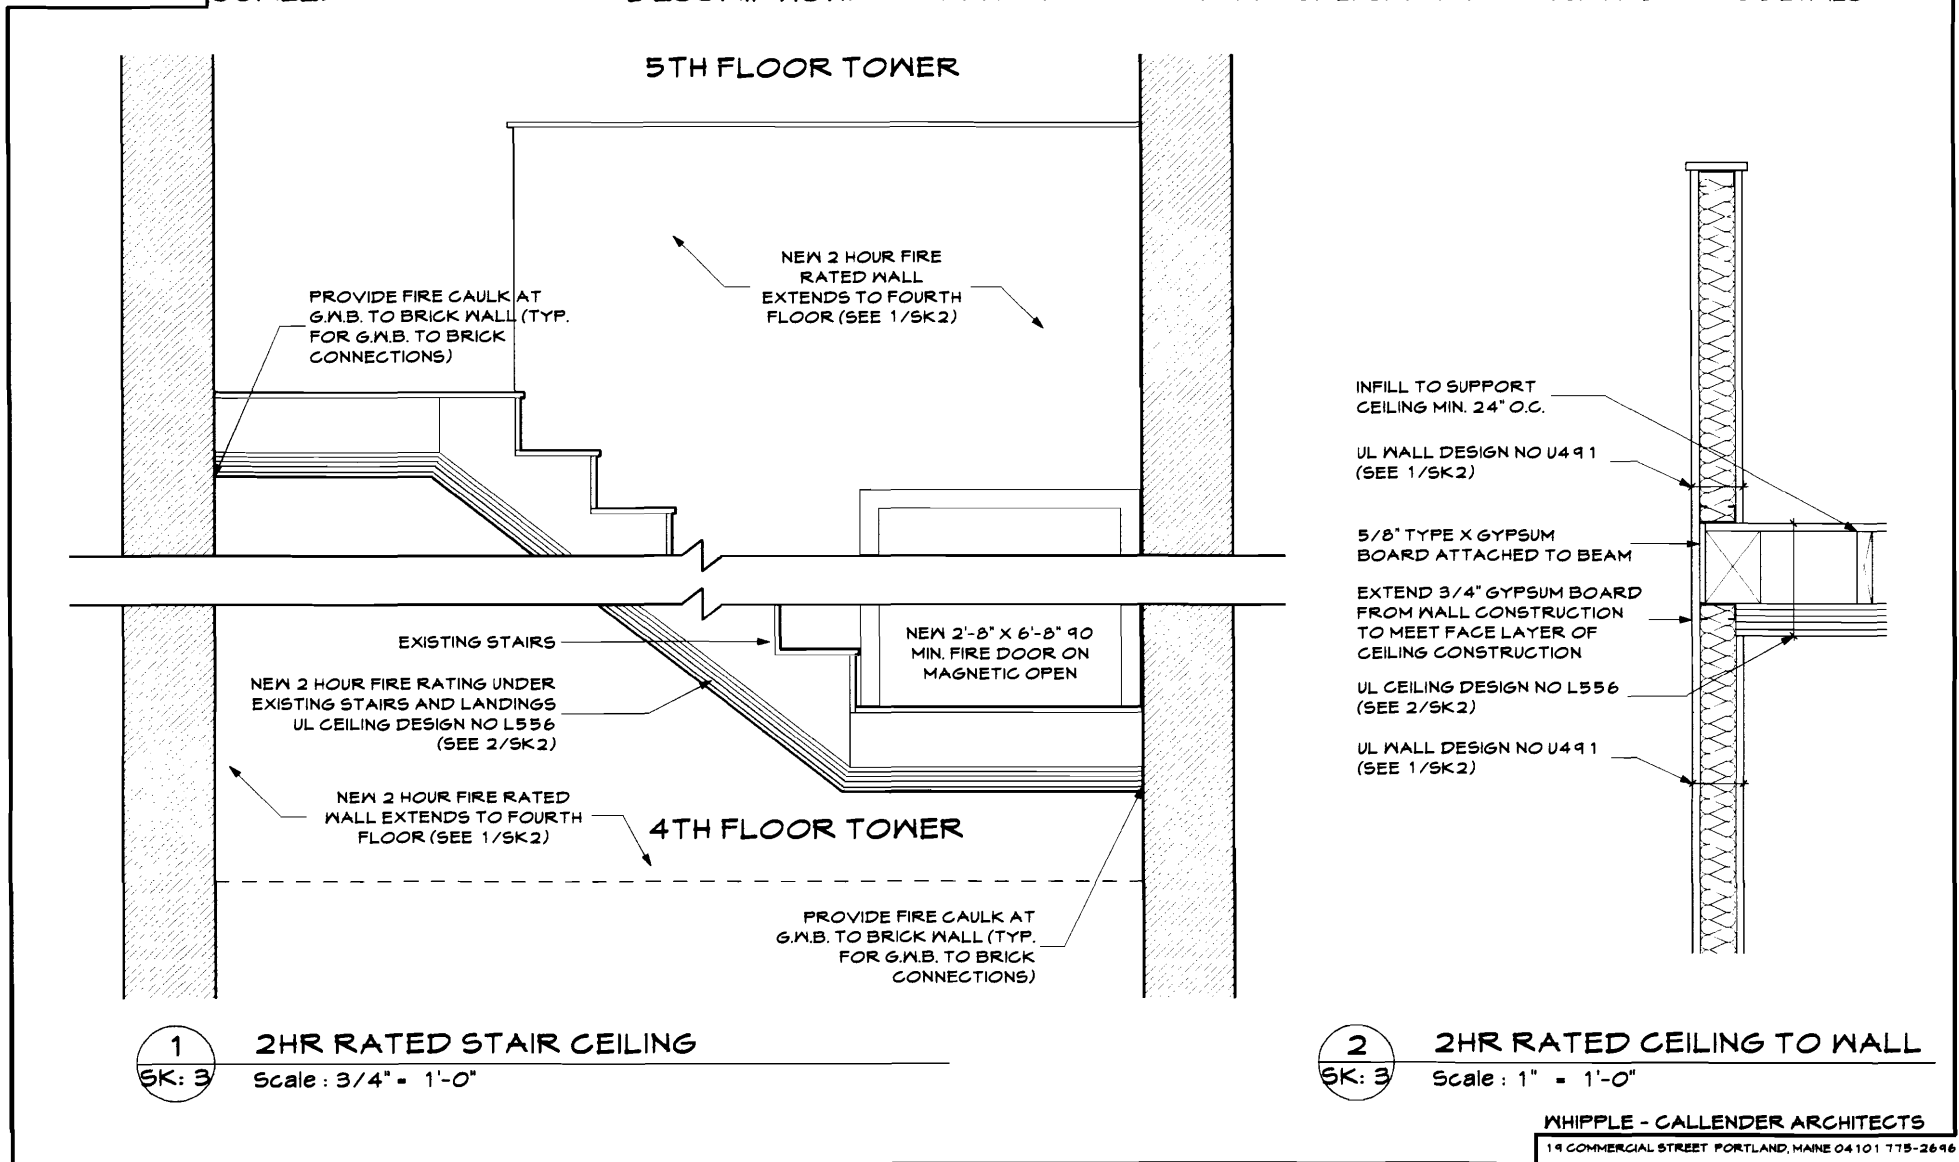 5TH FLOOR TOWER
NEW 2 HOUR FIRE
RATED WALL
EXTENDS TO FOURTH
FLOOR (SEE 1/SK2)
PROVIDE FIRE CAULK AT
G.W.B. TO BRICK WALL (TYP.
FOR G.W.B. TO BRICK
CONNECTIONS)
EXISTING STAIRS
NEW 2'-8" X 6'-8" 90
MIN. FIRE DOOR ON
MAGNETIC OPEN
NEW 2 HOUR FIRE RATING UNDER
EXISTING STAIRS AND LANDINGS
UL CEILING DESIGN NO L556
(SEE 2/SK2)
NEW 2 HOUR FIRE RATED
WALL EXTENDS TO FOURTH
FLOOR (SEE 1/SK2)
4TH FLOOR TOWER
PROVIDE FIRE CAULK AT
G.W.B. TO BRICK WALL (TYP.
FOR G.W.B. TO BRICK
CONNECTIONS)
1
SK: 3
2HR RATED STAIR CEILING
Scale : 3/4" = 1'-0"
INFILL TO SUPPORT
CEILING MIN. 24" O.C.
UL WALL DESIGN NO U491
(SEE 1/SK2)
5/8" TYPE X GYPSUM
BOARD ATTACHED TO BEAM
EXTEND 3/4" GYPSUM BOARD
FROM WALL CONSTRUCTION
TO MEET FACE LAYER OF
CEILING CONSTRUCTION
UL CEILING DESIGN NO L556
(SEE 2/SK2)
UL WALL DESIGN NO U491
(SEE 1/SK2)
2
SK: 3
2HR RATED CEILING TO WALL
Scale : 1" = 1'-0"
WHIPPLE - CALLENDER ARCHITECTS
19 COMMERCIAL STREET PORTLAND, MAINE 04101 775-2696